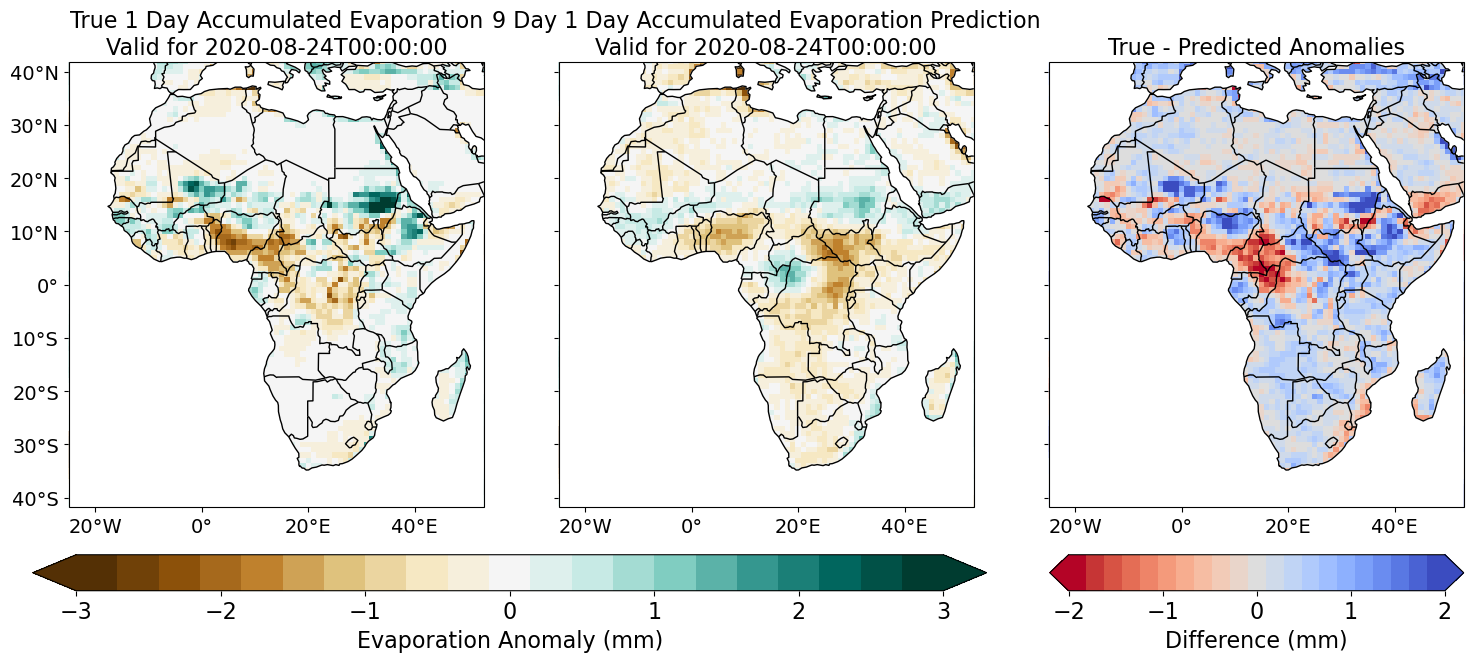 True 1 Day Accumulated Evaporation
Valid for 2020-08-24T00:00:00
9 Day 1 Day Accumulated Evaporation Prediction
Valid for 2020-08-24T00:00:00
True - Predicted Anomalies
40°N
30°N
20°N
10°N
0°
10°S
20°S
30°S
40°S
20°W 0° 20°E 40°E
20°W 0° 20°E 40°E
20°W 0° 20°E 40°E
−3 −2 −1 0 1 2 3
Evaporation Anomaly (mm)
−2 −1 0 1 2
Difference (mm)